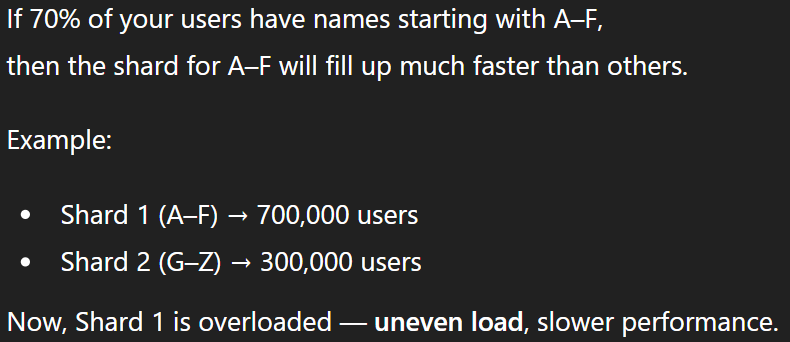 If 70% of your users have names starting with A–F,
then the shard for A–F will fill up much faster than others.
Example:
• Shard 1 (A–F) → 700,000 users
• Shard 2 (G–Z) → 300,000 users
Now, Shard 1 is overloaded — uneven load, slower performance.